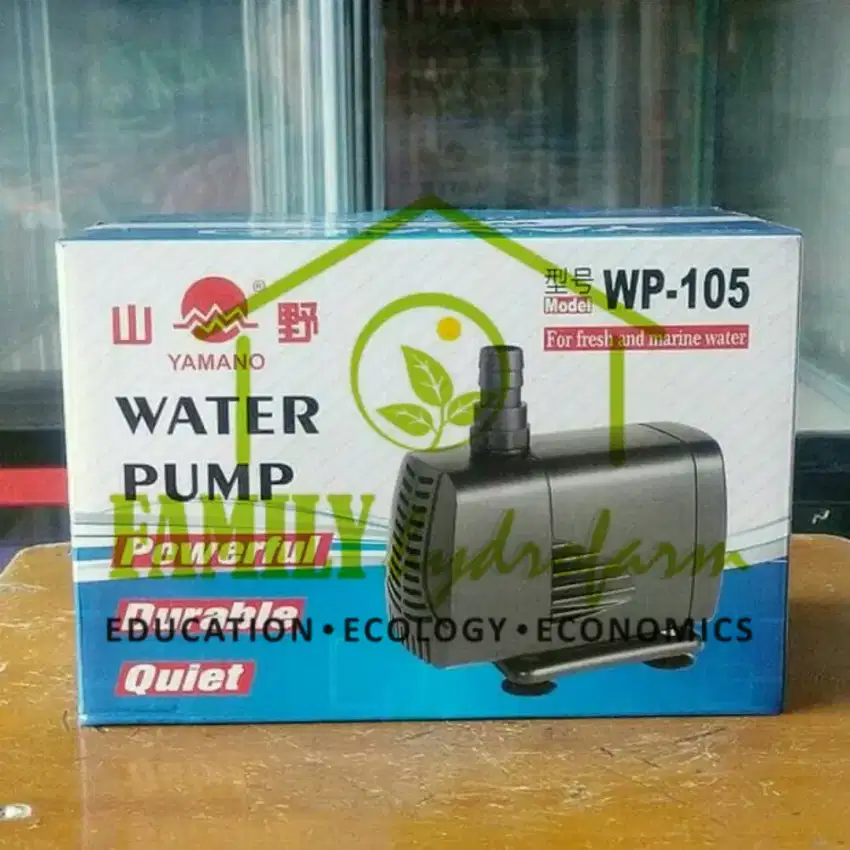 山 ® 野
YAMANO
型号 Model WP-105
For fresh and marine water
WATER
PUMP
FAMILY hydrofarm
Powerful
Durable
EDUCATION • ECOLOGY • ECONOMICS
Quiet